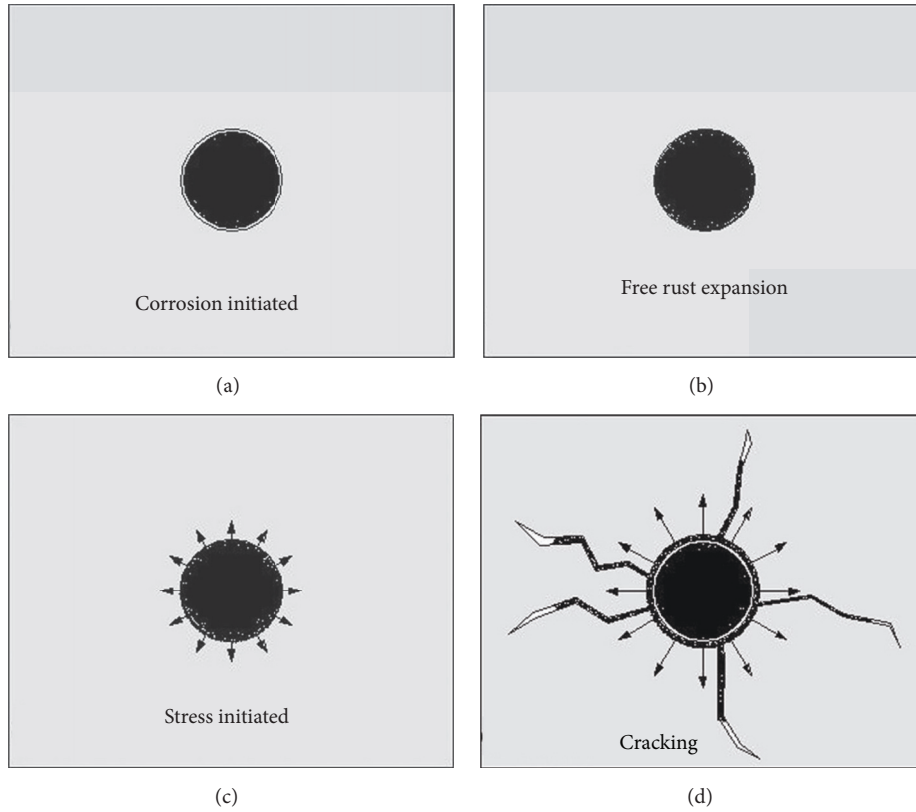 Corrosion initiated
(a)
Free rust expansion
(b)
Stress initiated
(c)
Cracking
(d)